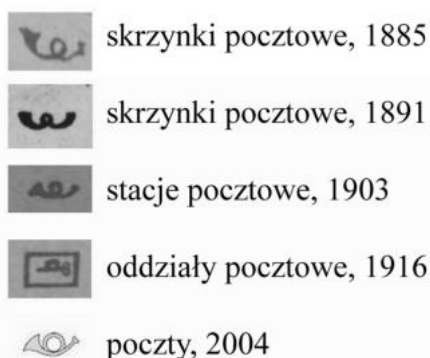 skrzynki pocztowe, 1885
skrzynki pocztowe, 1891
stacje pocztowe, 1903
oddziały pocztowe, 1916
poczty, 2004